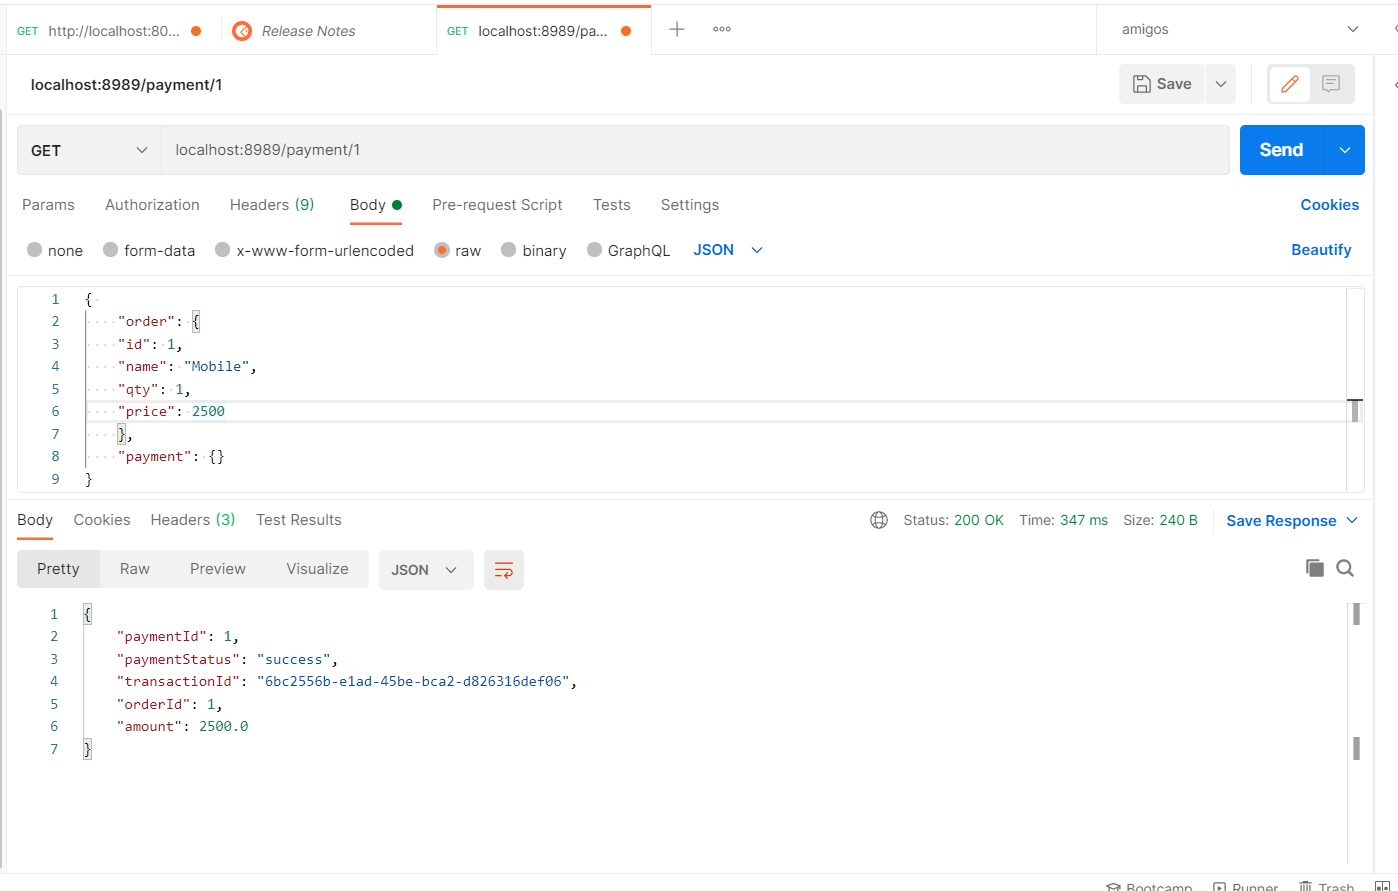 GET http://localhost:80... Release Notes GET localhost:8989/pa... amigos
localhost:8989/payment/1 Save
GET localhost:8989/payment/1 Send
Params Authorization Headers (9) Body Pre-request Script Tests Settings Cookies
none form-data x-www-form-urlencoded raw binary GraphQL JSON Beautify
1 {
2 "order": {
3 "id": 1,
4 "name": "Mobile",
5 "qty": 1,
6 "price": 2500
7 },
8 "payment": {}
9 }
Body Cookies Headers (3) Test Results Status: 200 OK Time: 347 ms Size: 240 B Save Response
Pretty Raw Preview Visualize JSON
1 {
2 "paymentId": 1,
3 "paymentStatus": "success",
4 "transactionId": "6bc2556b-e1ad-45be-bca2-d826316def06",
5 "orderId": 1,
6 "amount": 2500.0
7 }
Bootcamp Runner Trash